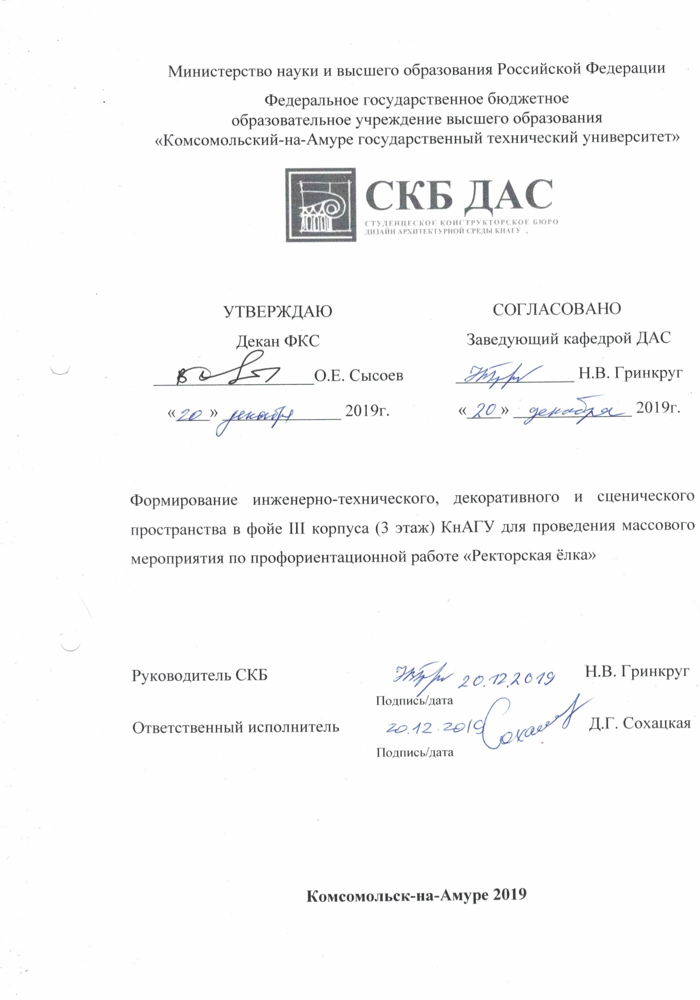 Министерство науки и высшего образования Российской Федерации
Федеральное государственное бюджетное
образовательное учреждение высшего образования
«Комсомольский-на-Амуре государственный технический университет»
СКБ ДАС
СТУДЕНЦЕСКОЕ КОНСТРУКТОРСКОЕ БЮРО
ДИЗАЙН АРХИТЕКТУРНОЙ СРЕДЫ КНАГУ
УТВЕРЖДАЮ
Декан ФКС
О.Е. Сысоев
«20» декабря 2019г.
СОГЛАСОВАНО
Заведующий кафедрой ДАС
Н.В. Гринкруг
«20» декабря 2019г.
Формирование инженерно-технического, декоративного и сценического
пространства в фойе III корпуса (3 этаж) КнАГУ для проведения массового
мероприятия по профориентационной работе «Ректорская ёлка»
Руководитель СКБ 20.12.2019 Н.В. Гринкруг
Подпись/дата
Ответственный исполнитель 20.12.2019 Д.Г. Сохацкая
Подпись/дата
Комсомольск-на-Амуре 2019